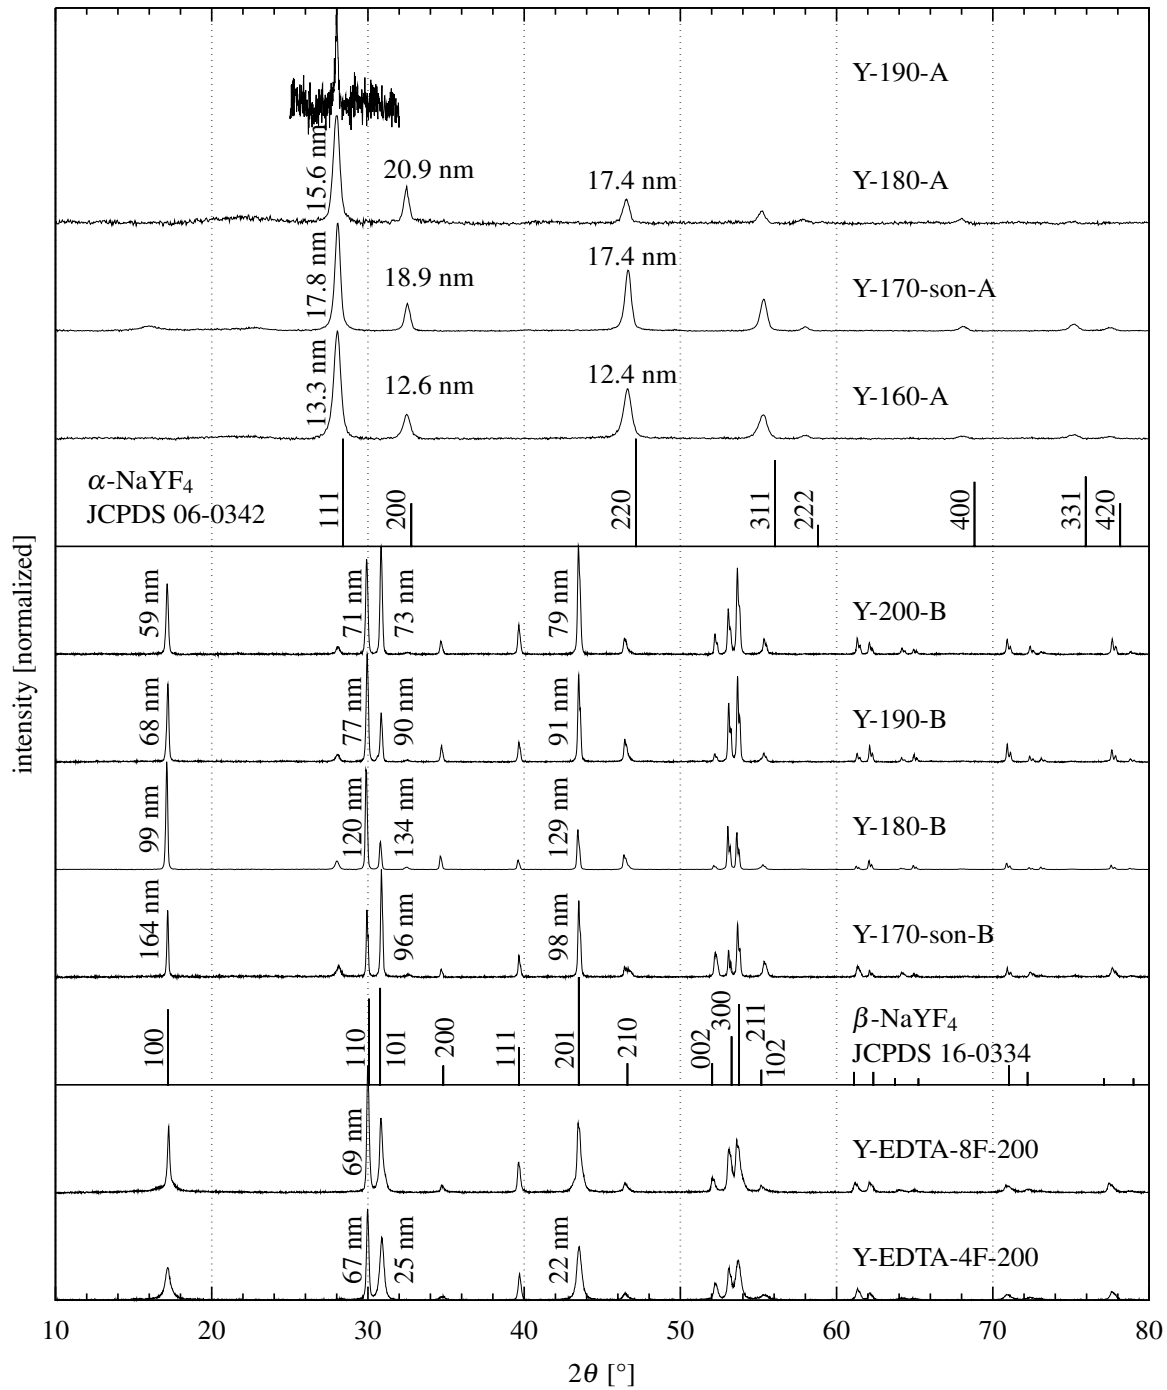 Y-190-A
15.6 nm
20.9 nm
17.4 nm
Y-180-A
17.8 nm
18.9 nm
17.4 nm
Y-170-son-A
13.3 nm
12.6 nm
12.4 nm
Y-160-A
α-NaYF₄
JCPDS 06-0342
111
200
220
311
222
400
331
420
59 nm
71 nm
73 nm
79 nm
Y-200-B
68 nm
77 nm
90 nm
91 nm
Y-190-B
99 nm
120 nm
134 nm
129 nm
Y-180-B
164 nm
96 nm
98 nm
Y-170-son-B
100
110
101
200
111
201
210
002
300
211
102
β-NaYF₄
JCPDS 16-0334
69 nm
Y-EDTA-8F-200
67 nm
25 nm
22 nm
Y-EDTA-4F-200
intensity [normalized]
10
20
30
40
50
60
70
80
2θ [°]